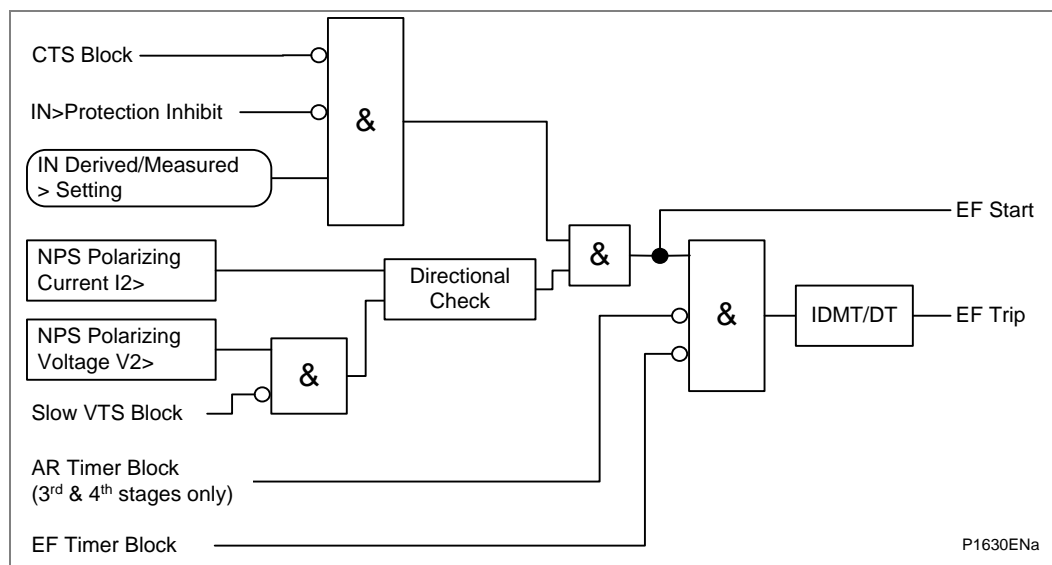 CTS Block
IN>Protection Inhibit
&
IN Derived/Measured
> Setting
EF Start
&
NPS Polarizing
Current I2>
Directional
Check
&
IDMT/DT
EF Trip
NPS Polarizing
Voltage V2>
&
Slow VTS Block
AR Timer Block
(3rd & 4th stages only)
EF Timer Block
P1630ENa